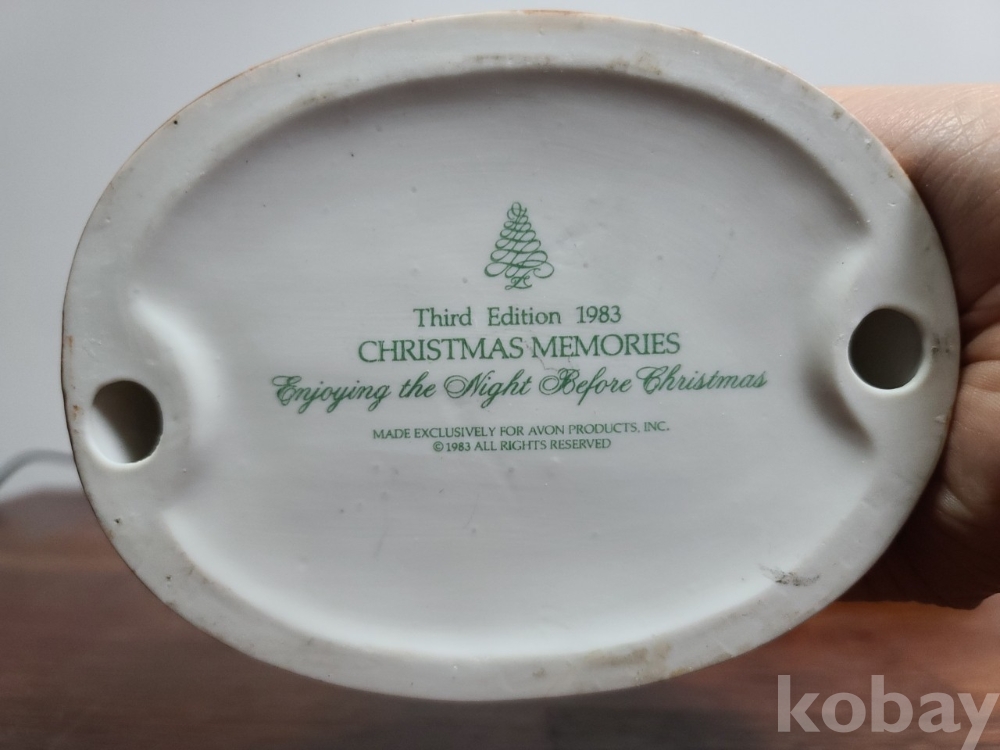 Third Edition 1983
CHRISTMAS MEMORIES
Enjoying the Night Before Christmas
MADE EXCLUSIVELY FOR AVON PRODUCTS, INC.
© 1983 ALL RIGHTS RESERVED
kobay